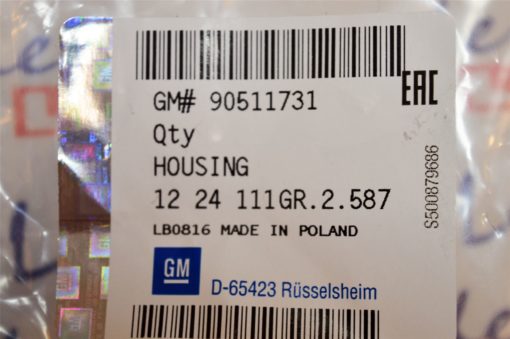 GM# 90511731
EAC
Qty
HOUSING
12 24 111GR.2.587
LB0816 MADE IN POLAND
GM
D-65423 Rüsselsheim
S500879686